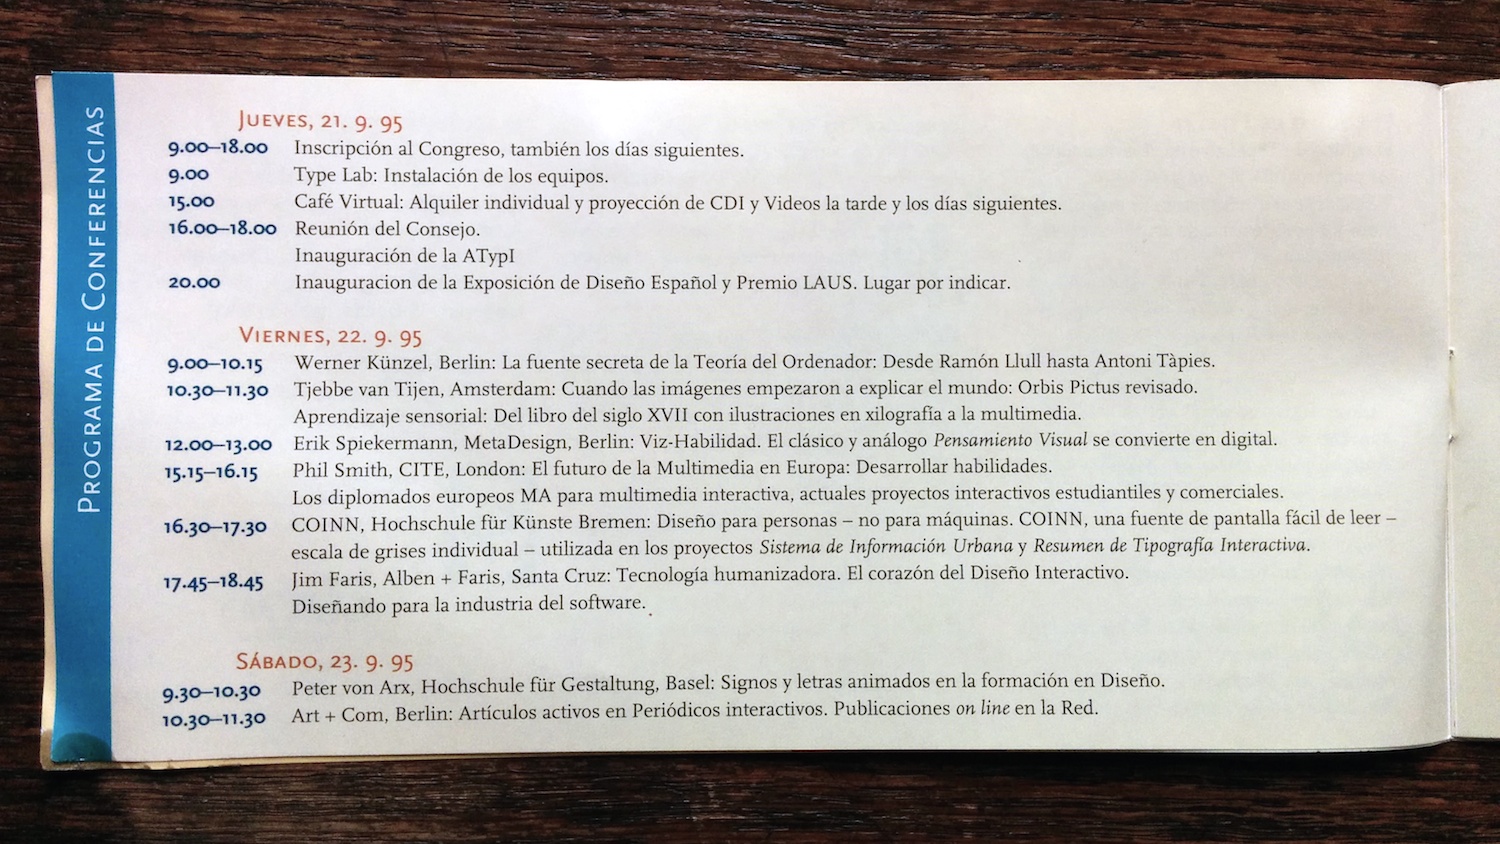 PROGRAMA DE CONFERENCIAS
JUEVES, 21. 9. 95
9.00–18.00 Inscripción al Congreso, también los días siguientes.
9.00 Type Lab: Instalación de los equipos.
15.00 Café Virtual: Alquiler individual y proyección de CDI y Videos la tarde y los días siguientes.
16.00–18.00 Reunión del Consejo.
Inauguración de la ATypI
20.00 Inauguracion de la Exposición de Diseño Español y Premio LAUS. Lugar por indicar.
VIERNES, 22. 9. 95
9.00–10.15 Werner Künzel, Berlin: La fuente secreta de la Teoría del Ordenador: Desde Ramón Llull hasta Antoni Tàpies.
10.30–11.30 Tjebbe van Tijen, Amsterdam: Cuando las imágenes empezaron a explicar el mundo: Orbis Pictus revisado.
Aprendizaje sensorial: Del libro del siglo XVII con ilustraciones en xilografía a la multimedia.
12.00–13.00 Erik Spiekermann, MetaDesign, Berlin: Viz-Habilidad. El clásico y análogo Pensamiento Visual se convierte en digital.
15.15–16.15 Phil Smith, CITE, London: El futuro de la Multimedia en Europa: Desarrollar habilidades.
Los diplomados europeos MA para multimedia interactiva, actuales proyectos interactivos estudiantiles y comerciales.
16.30–17.30 COINN, Hochschule für Künste Bremen: Diseño para personas – no para máquinas. COINN, una fuente de pantalla fácil de leer –
escala de grises individual – utilizada en los proyectos Sistema de Información Urbana y Resumen de Tipografía Interactiva.
17.45–18.45 Jim Faris, Alben + Faris, Santa Cruz: Tecnología humanizadora. El corazón del Diseño Interactivo.
Diseñando para la industria del software.
SÁBADO, 23. 9. 95
9.30–10.30 Peter von Arx, Hochschule für Gestaltung, Basel: Signos y letras animados en la formación en Diseño.
10.30–11.30 Art + Com, Berlin: Artículos activos en Periódicos interactivos. Publicaciones on line en la Red.